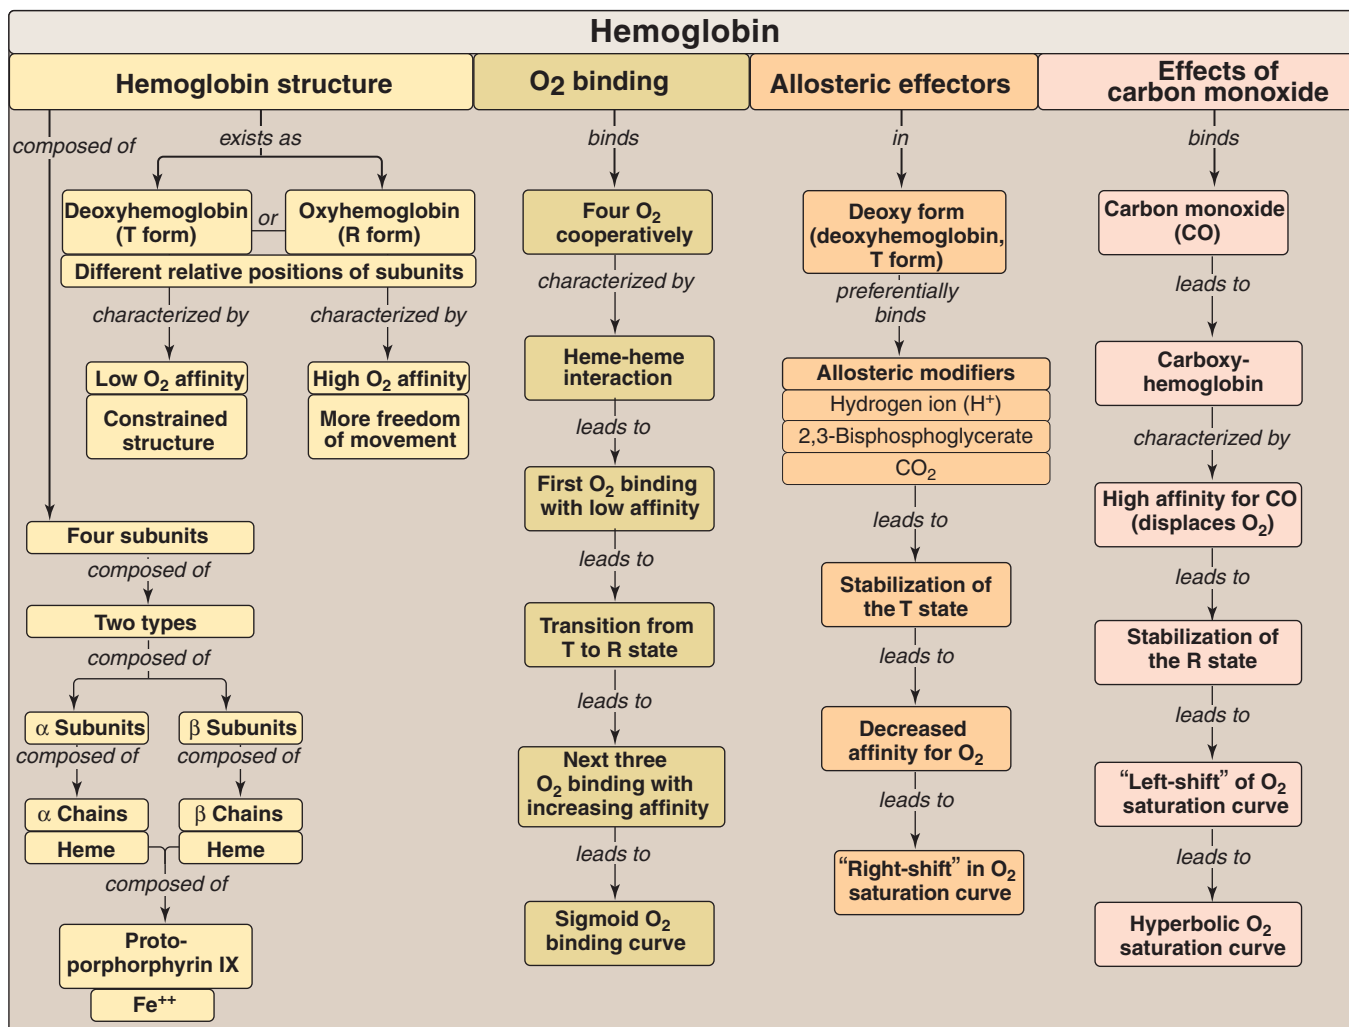 Hemoglobin
Hemoglobin structure
composed of
exists as
Deoxyhemoglobin
(T form)
or
Oxyhemoglobin
(R form)
Different relative positions of subunits
characterized by
characterized by
Low O2 affinity
Constrained
structure
High O2 affinity
More freedom
of movement
Four subunits
composed of
Two types
composed of
α Subunits
β Subunits
composed of
composed of
α Chains
β Chains
Heme
Heme
composed of
Proto-
porphorphyrin IX
Fe++
O2 binding
binds
Four O2
cooperatively
characterized by
Heme-heme
interaction
leads to
First O2 binding
with low affinity
leads to
Transition from
T to R state
leads to
Next three
O2 binding with
increasing affinity
leads to
Sigmoid O2
binding curve
Allosteric effectors
in
Deoxy form
(deoxyhemoglobin,
T form)
preferentially
binds
Allosteric modifiers
Hydrogen ion (H+)
2,3-Bisphosphoglycerate
CO2
leads to
Stabilization of
the T state
leads to
Decreased
affinity for O2
leads to
“Right-shift” in O2
saturation curve
Effects of
carbon monoxide
binds
Carbon monoxide
(CO)
leads to
Carboxy-
hemoglobin
characterized by
High affinity for CO
(displaces O2)
leads to
Stabilization of
the R state
leads to
“Left-shift” of O2
saturation curve
leads to
Hyperbolic O2
saturation curve